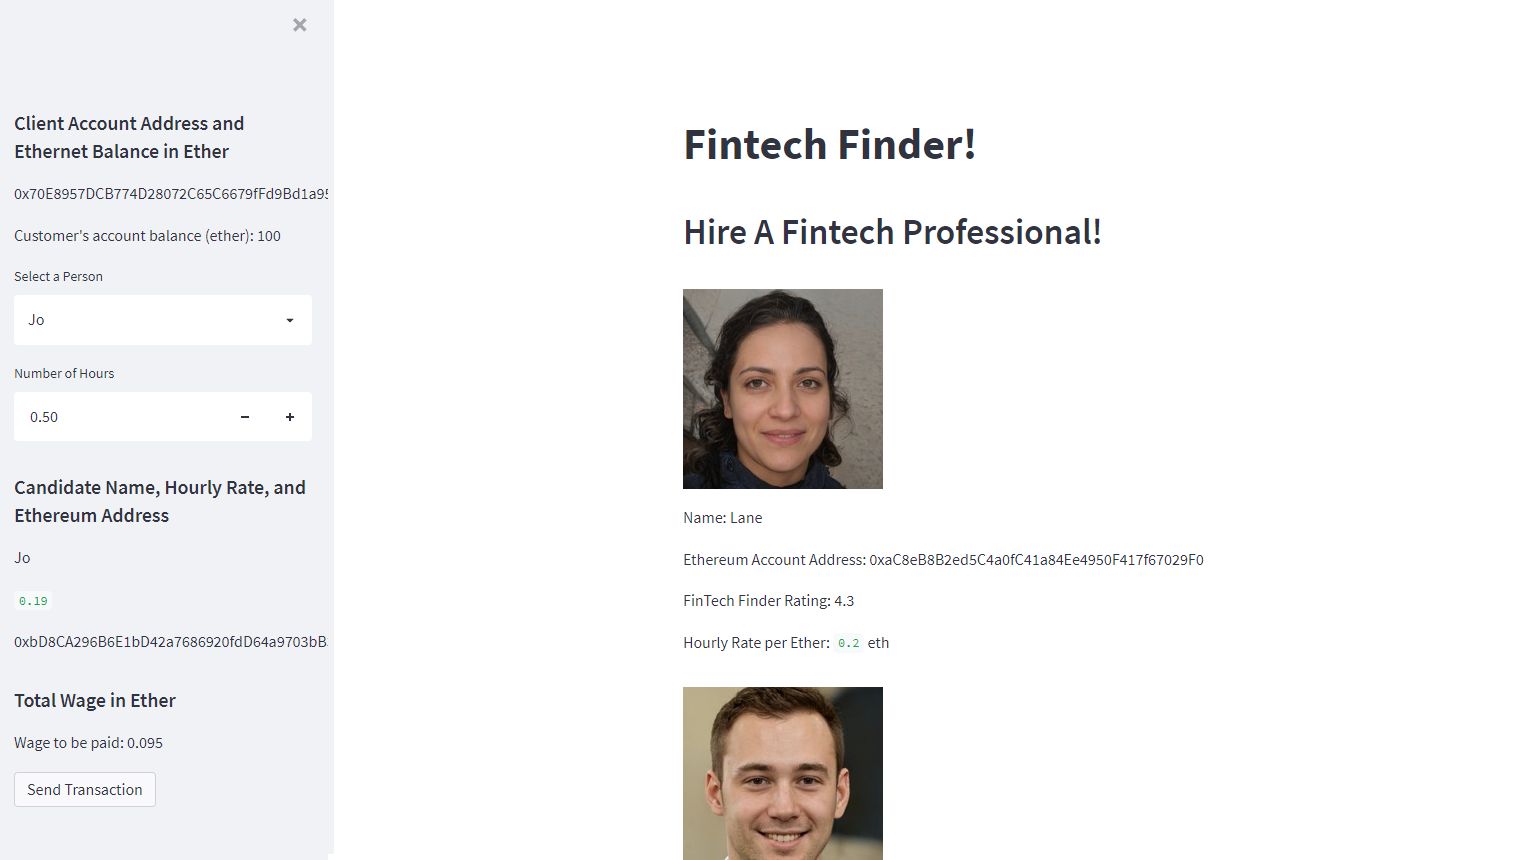 Client Account Address and
Ethernet Balance in Ether
0x70E8957DCB774D28072C65C6679fFd9Bd1a95
Customer's account balance (ether): 100
Select a Person
Jo
Number of Hours
0.50
Candidate Name, Hourly Rate, and
Ethereum Address
Jo
0.19
0xbD8CA296B6E1bD42a7686920fdD64a9703bB
Total Wage in Ether
Wage to be paid: 0.095
Send Transaction
Fintech Finder!
Hire A Fintech Professional!
Name: Lane
Ethereum Account Address: 0xaC8eB8B2ed5C4a0fC41a84Ee4950F417f67029F0
FinTech Finder Rating: 4.3
Hourly Rate per Ether: 0.2 eth